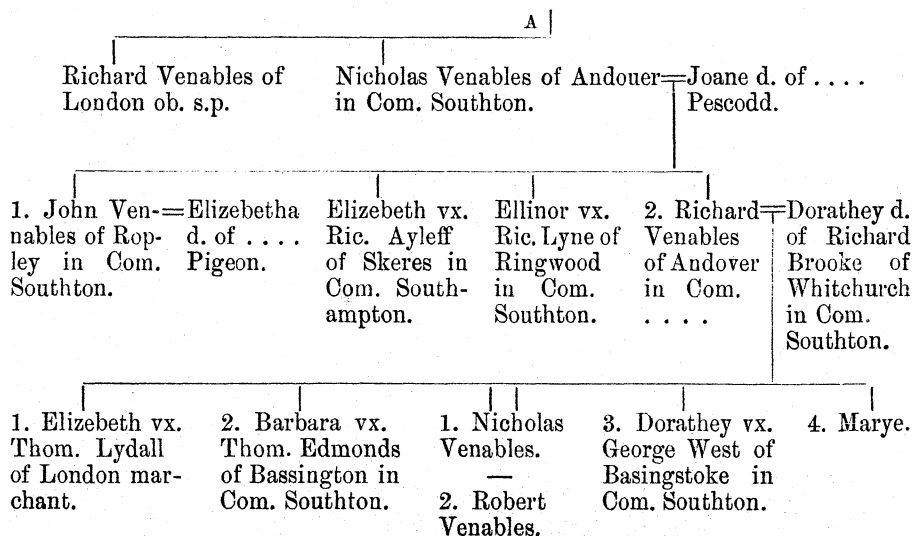 A
Richard Venables of
London ob. s.p.
Nicholas Venables of Andouer=Joane d. of . . . .
in Com. Southton.
Pescodd.
1. John Ven-=Elizebetha
nables of Rop-
ley in Com.
Southton.
d. of . . . .
Pigeon.
Elizebeth vx.
Ric. Ayleff
of Skeres in
Com. South-
ampton.
Ellinor vx.
Ric. Lyne of
Ringwood
in Com.
Southton.
2. Richard=Dorathey d.
Venables
of Andover
in Com.
. . . .
of Richard
Brooke of
Whitchurch
in Com.
Southton.
1. Elizebeth vx.
Thom. Lydall
of London mar-
chant.
2. Barbara vx.
Thom. Edmonds
of Bassington in
Com. Southton.
1. Nicholas
Venables.
—
2. Robert
Venables.
3. Dorathey vx.
George West of
Basingstoke in
Com. Southton.
4. Marye.